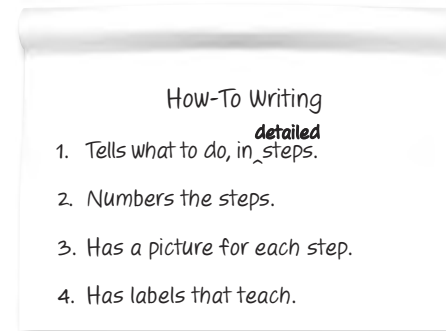 How-To Writing
detailed
1. Tells what to do, in ^ steps.
2. Numbers the steps.
3. Has a picture for each step.
4. Has labels that teach.